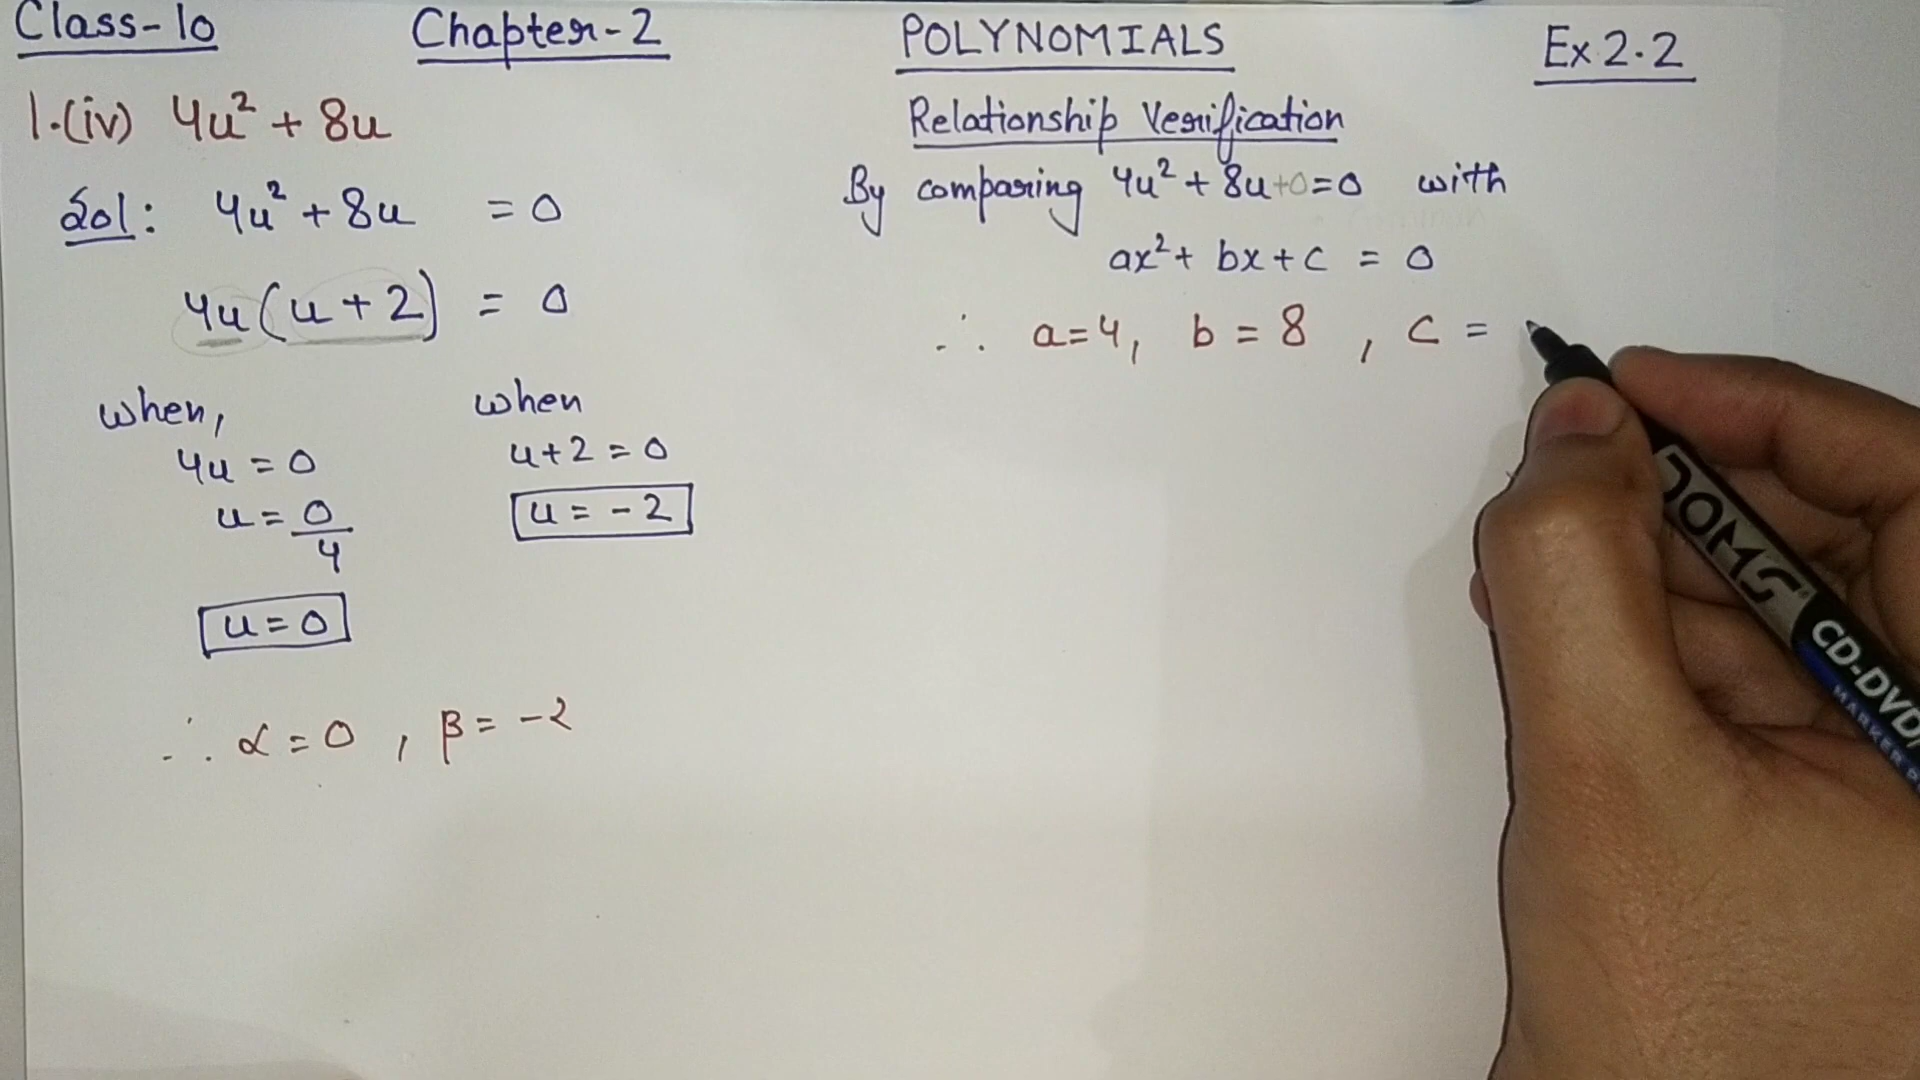 Class-10 Chapter-2 POLYNOMIALS Ex 2.2
1.(iv) 4u² + 8u
Sol: 4u² + 8u = 0
4u(u+2) = 0
when,
4u = 0
u = 0/4
u = 0
when
u+2 = 0
u = -2
∴ α = 0, β = -2
Relationship Verification
By comparing 4u² + 8u+0=0 with
ax² + bx + c = 0
∴ a=4, b = 8, c =
DOMS
CD-DVD/
MARKER P